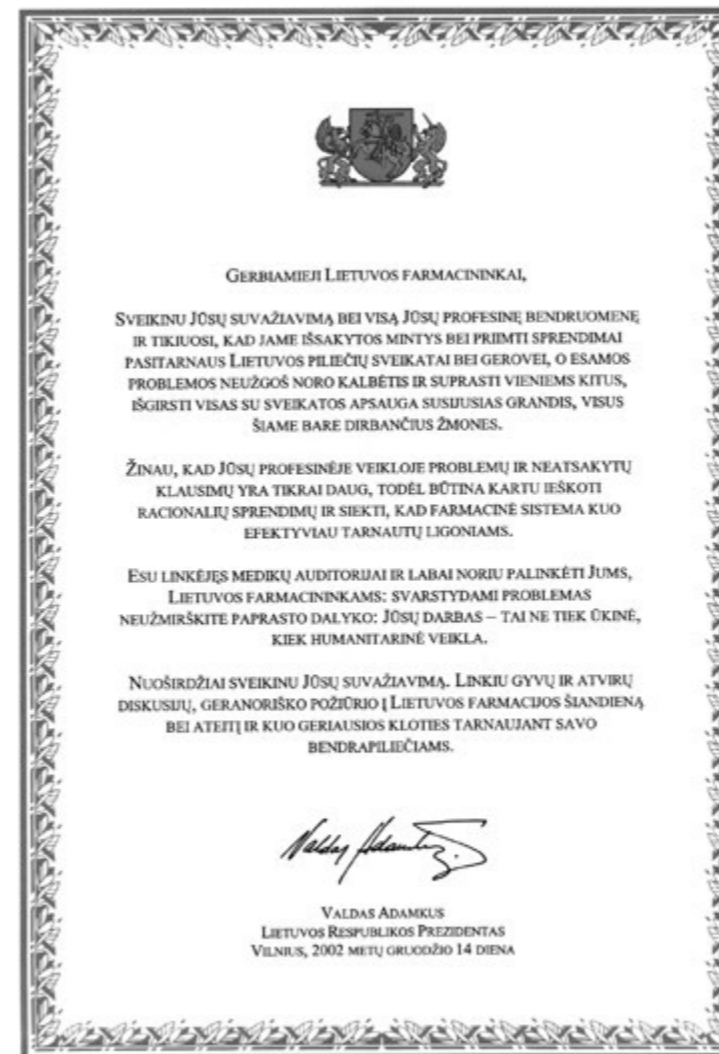 GERBIAMIEJI LIETUVOS FARMACININKAI,
SVEIKINU JŪSŲ SUVAŽIAVIMĄ BEI VISĄ JŪSŲ PROFESINĘ BENDRUOMENĘ
IR TIKIUOSI, KAD JAME IŠSAKYTOS MINTYS BEI PRIIMTI SPRENDIMAI
PASITARNAUS LIETUVOS PILIEČIŲ SVEIKATAI BEI GEROVEI, O ESAMOS
PROBLEMOS NEUŽGOŠ NORO KALBĖTIS IR SUPRASTI VIENIEMS KITUS,
IŠGIRSTI VISAS SU SVEIKATOS APSAUGA SUSIJUSIAS GRANDIS, VISUS
ŠIAME BARE DIRBANČIUS ŽMONES.
ŽINAU, KAD JŪSŲ PROFESINĖJE VEIKLOJE PROBLEMŲ IR NEATSAKYTŲ
KLAUSIMŲ YRA TIKRAI DAUG, TODĖL BŪTINA KARTU IEŠKOTI
RACIONALIŲ SPRENDIMŲ IR SIEKTI, KAD FARMACINĖ SISTEMA KUO
EFEKTYVIAU TARNAUTŲ LIGONIAMS.
ESU LINKĖJĘS MEDIKŲ AUDITORIJAI IR LABAI NORIU PALINKĖTI JUMS,
LIETUVOS FARMACININKAMS: SVARSTYDAMI PROBLEMAS
NEUŽMIRŠKITE PAPRASTO DALYKO: JŪSŲ DARBAS – TAI NE TIEK ŪKINĖ,
KIEK HUMANITARINĖ VEIKLA.
NUOŠIRDŽIAI SVEIKINU JŪSŲ SUVAŽIAVIMĄ. LINKIU GYVŲ IR ATVIRŲ
DISKUSIJŲ, GERANORIŠKO POŽIŪRIO Į LIETUVOS FARMACIJOS ŠIANDIENĄ
BEI ATEITĮ IR KUO GERIAUSIOS KLOTIES TARNAUJANT SAVO
BENDRAPILIEČIAMS.
Valdas Adamkus
VALDAS ADAMKUS
LIETUVOS RESPUBLIKOS PREZIDENTAS
VILNIUS, 2002 METŲ GRUODŽIO 14 DIENA